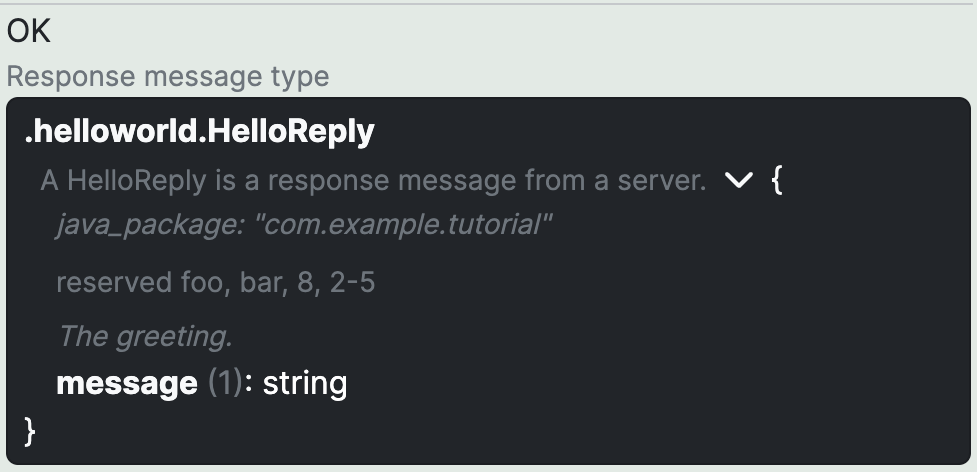 OK
Response message type
.helloworld.HelloReply
A HelloReply is a response message from a server. {
java_package: "com.example.tutorial"
reserved foo, bar, 8, 2-5
The greeting.
message (1): string
}